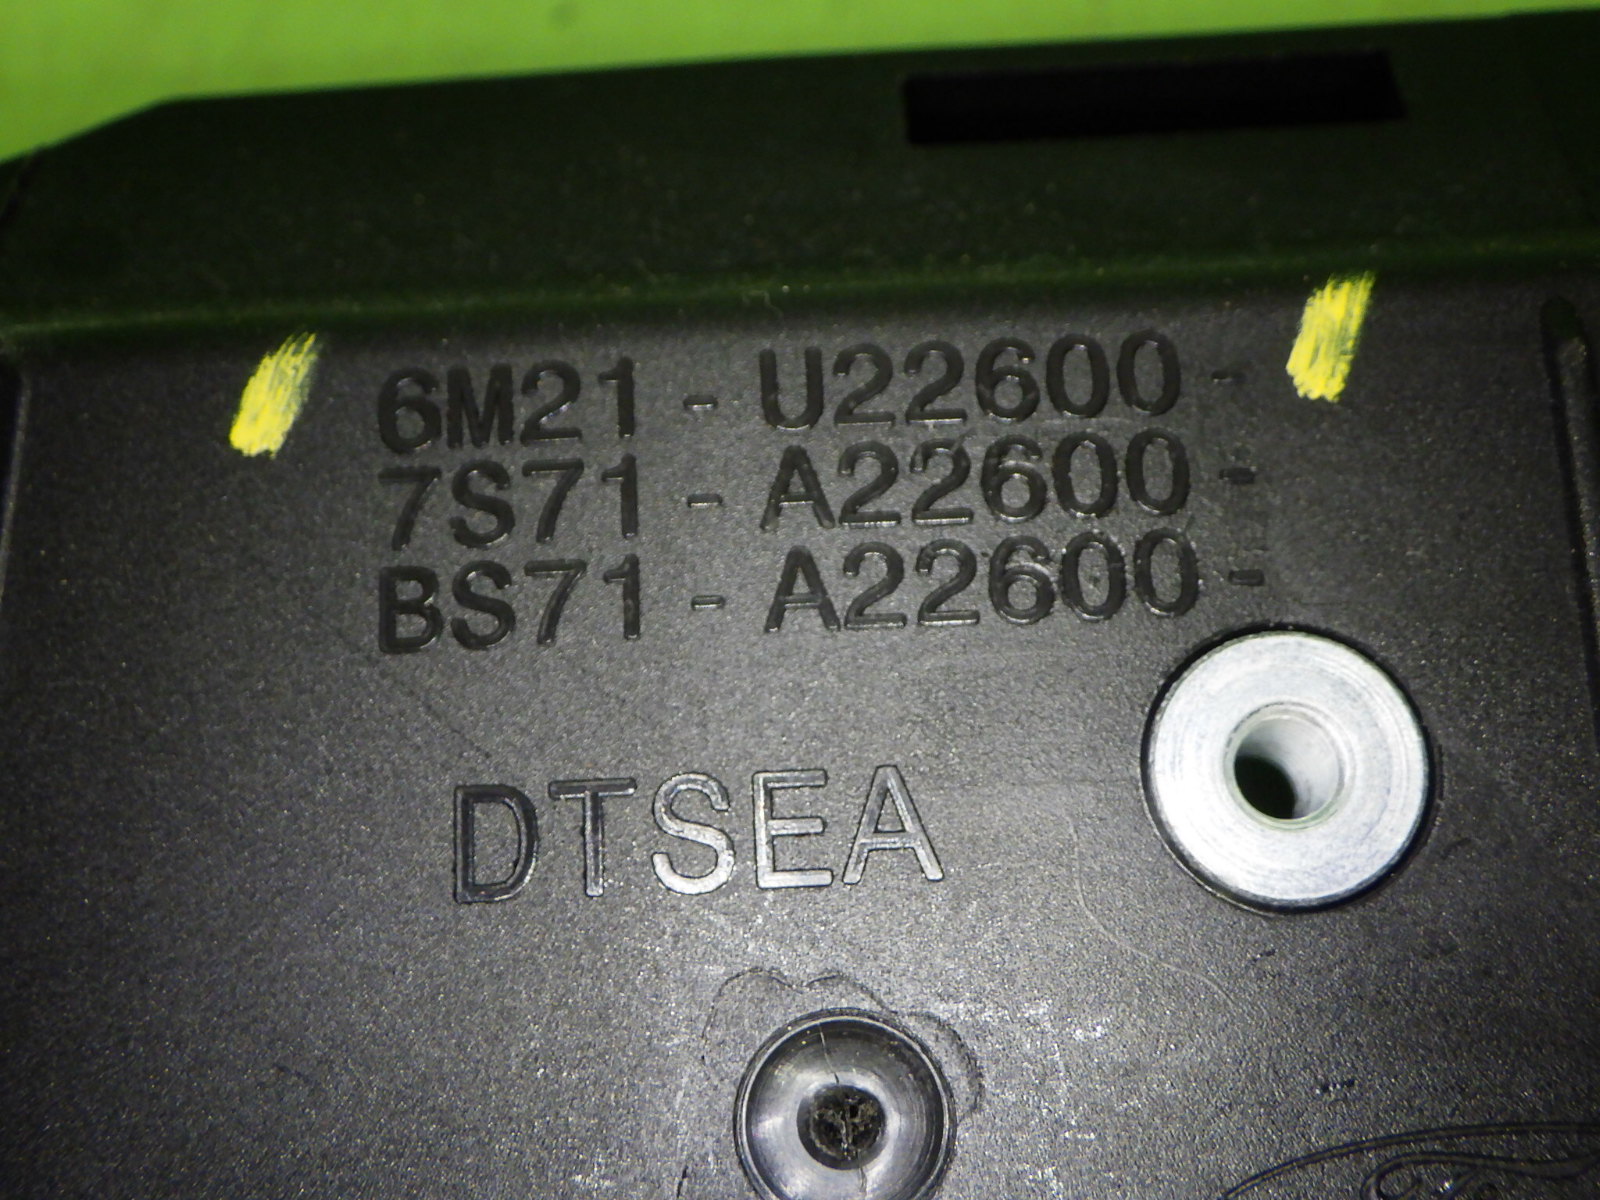 6M21 - U22600 -
7S71 - A22600 -
BS71 - A22600 -
DTSEA